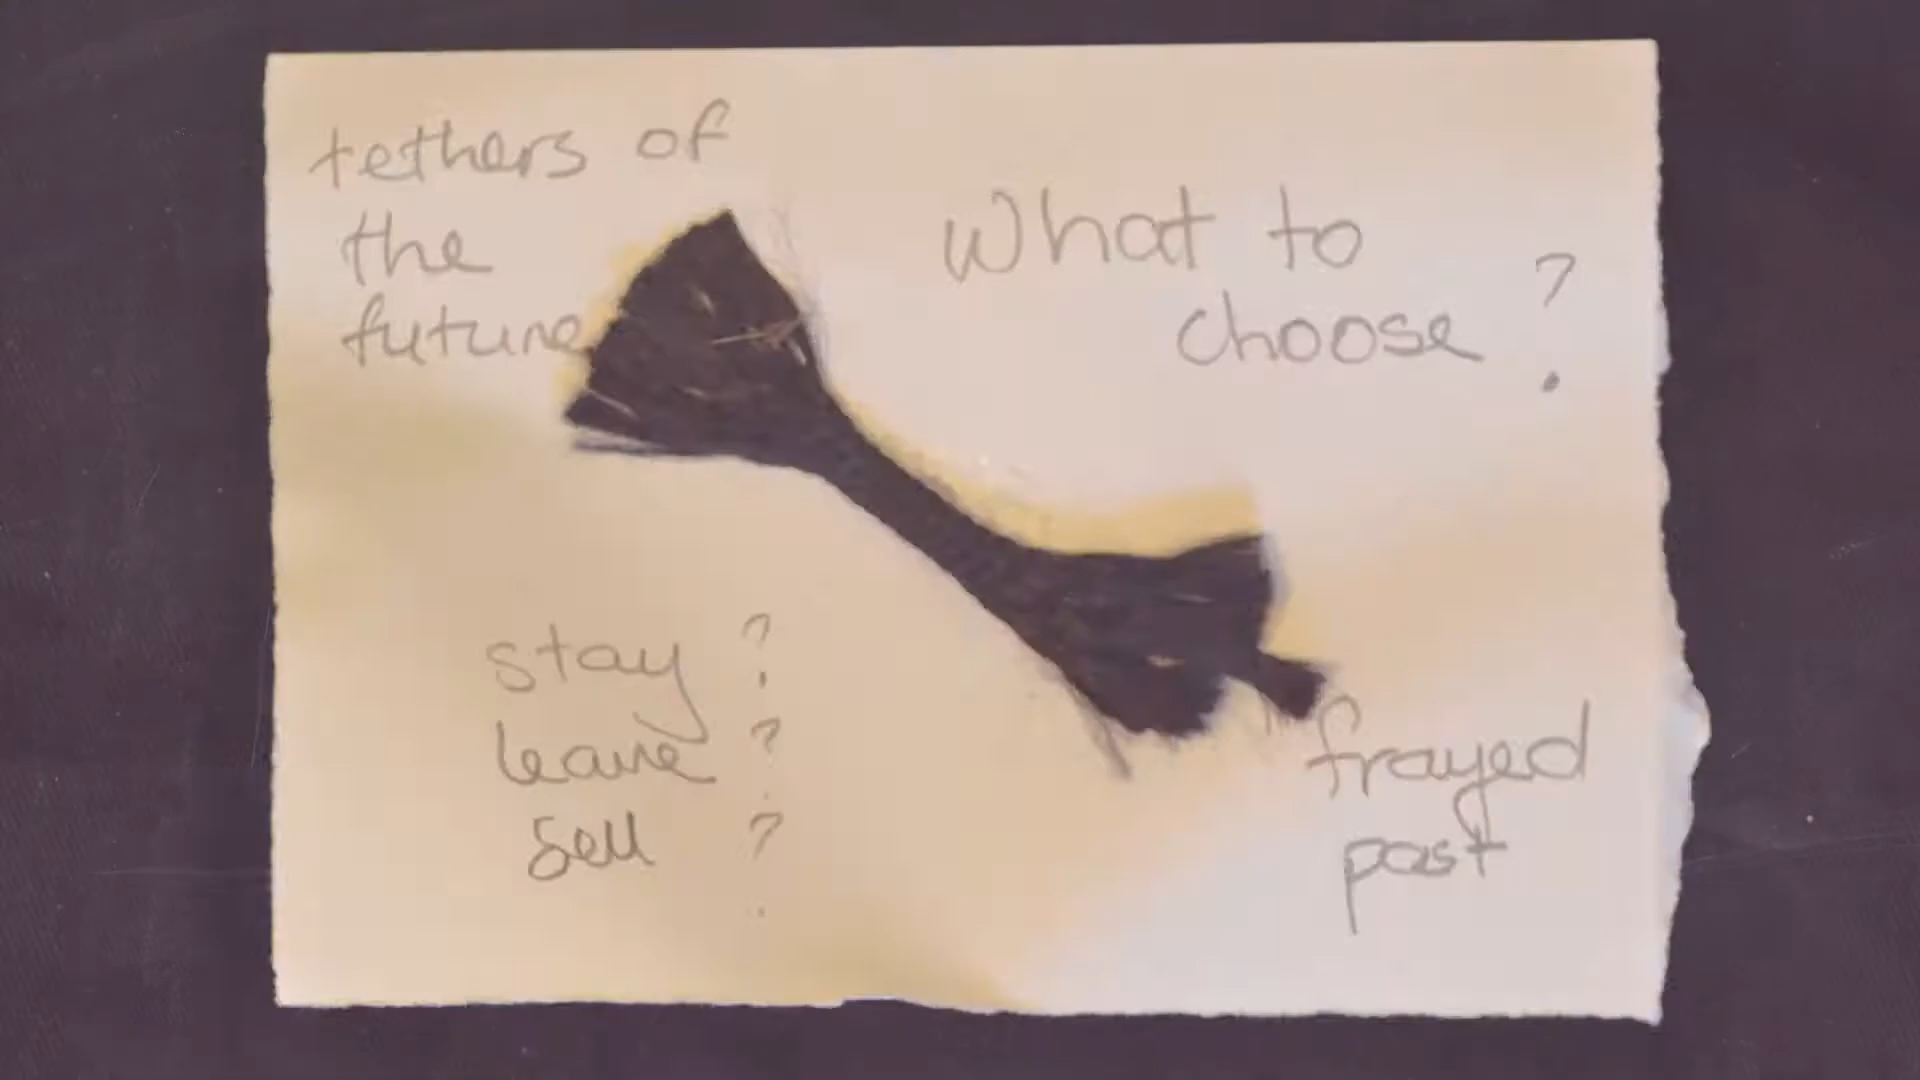 tethers of
the
future
What to
choose ?
stay ?
leave ?
sell ?
frayed
past